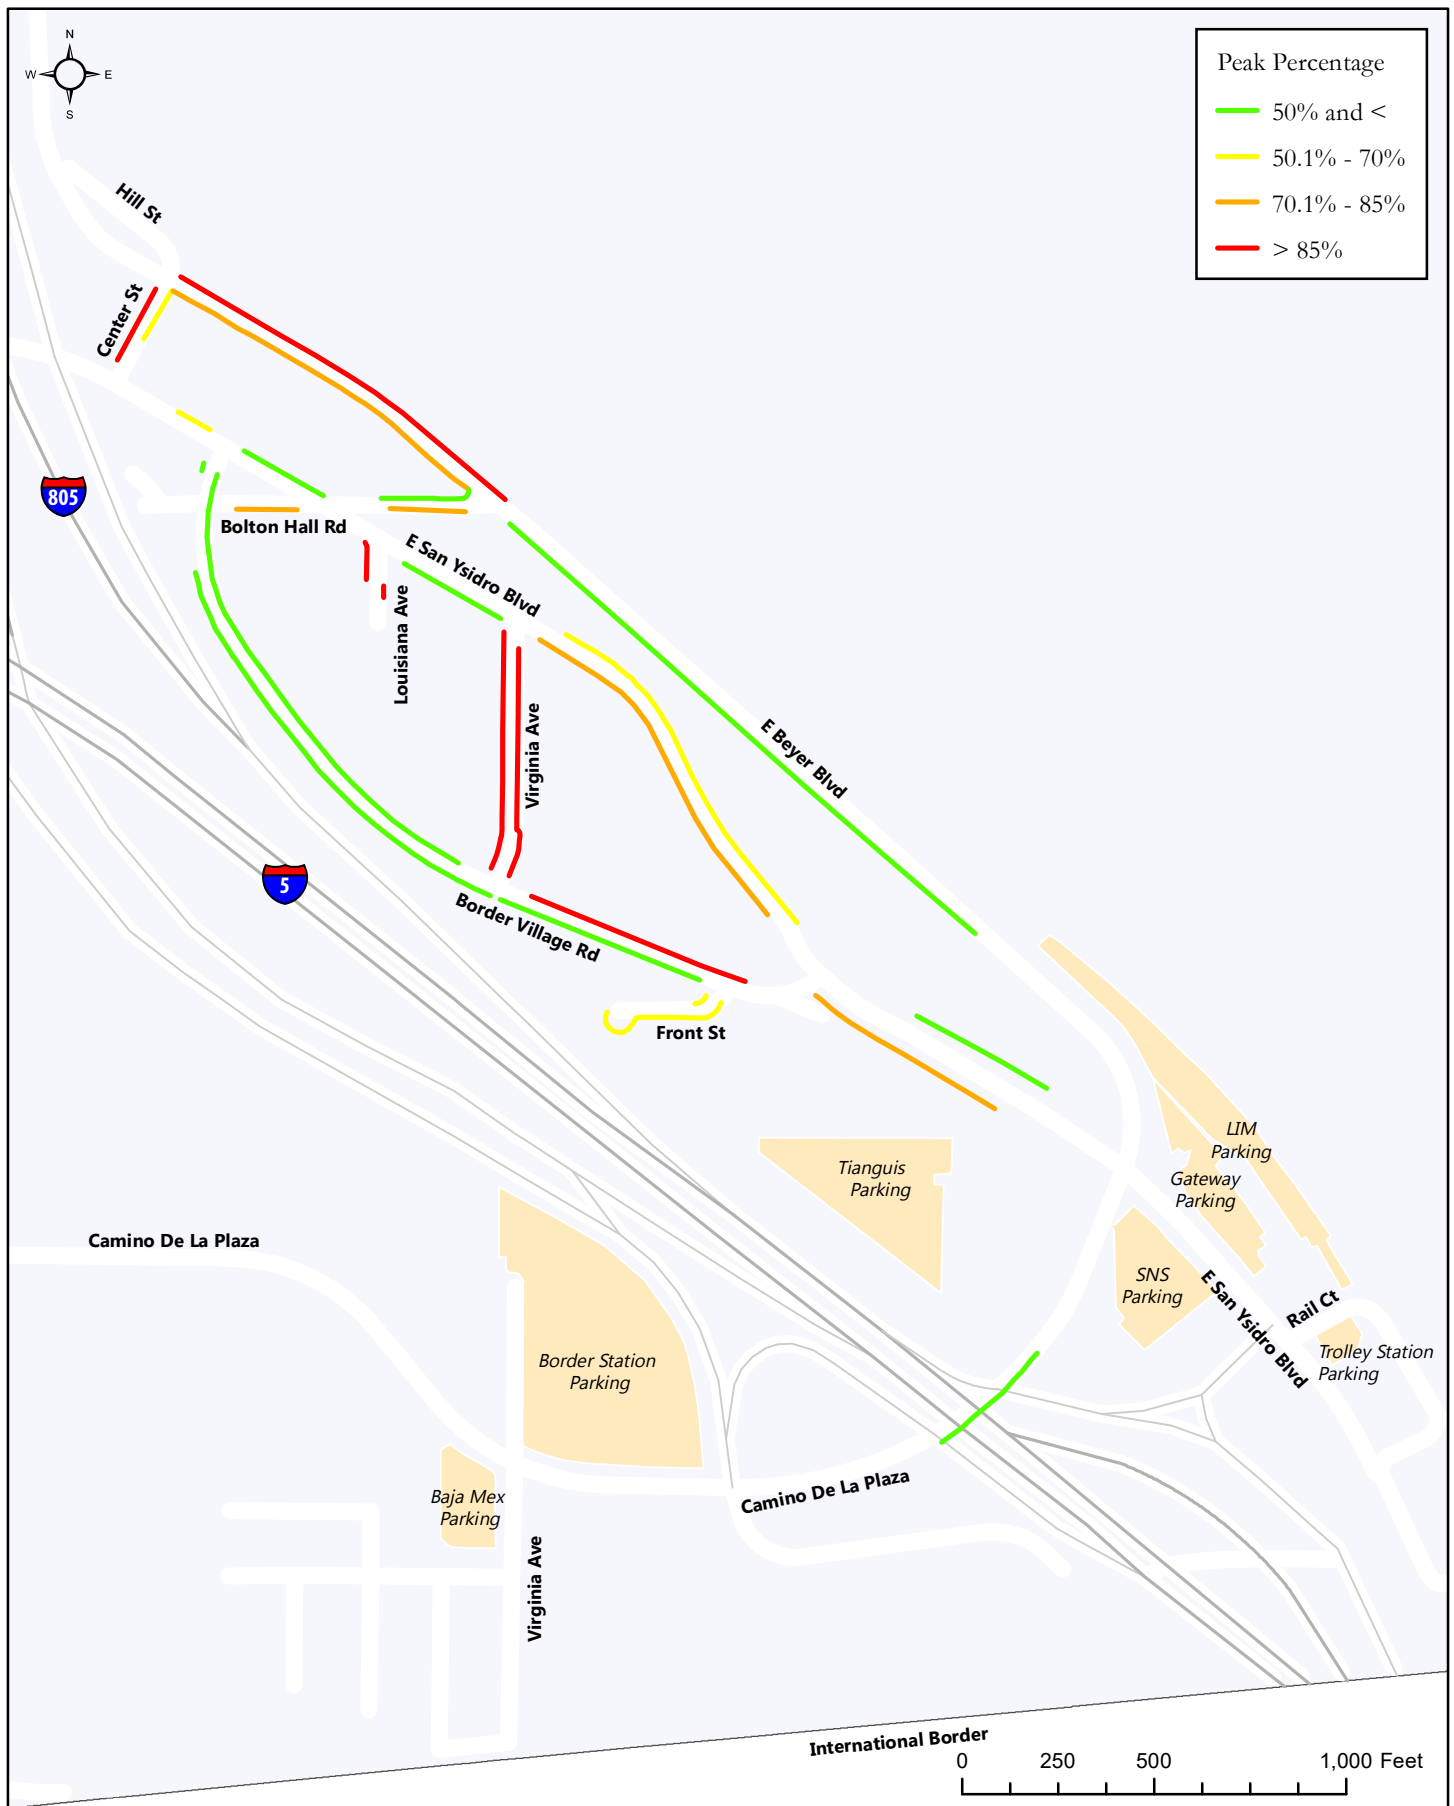 N
W
E
S
Peak Percentage
50% and <
50.1% - 70%
70.1% - 85%
> 85%
Hill St
Center St
805
Bolton Hall Rd
E San Ysidro Blvd
Louisiana Ave
Virginia Ave
E Beyer Blvd
5
Border Village Rd
Front St
LIM
Parking
Tianguis
Parking
Gateway
Parking
Camino De La Plaza
SNS
Parking
E San Ysidro Blvd
Rail Ct
Border Station
Parking
Trolley Station
Parking
Baja Mex
Parking
Camino De La Plaza
Virginia Ave
International Border
0
250
500
1,000 Feet